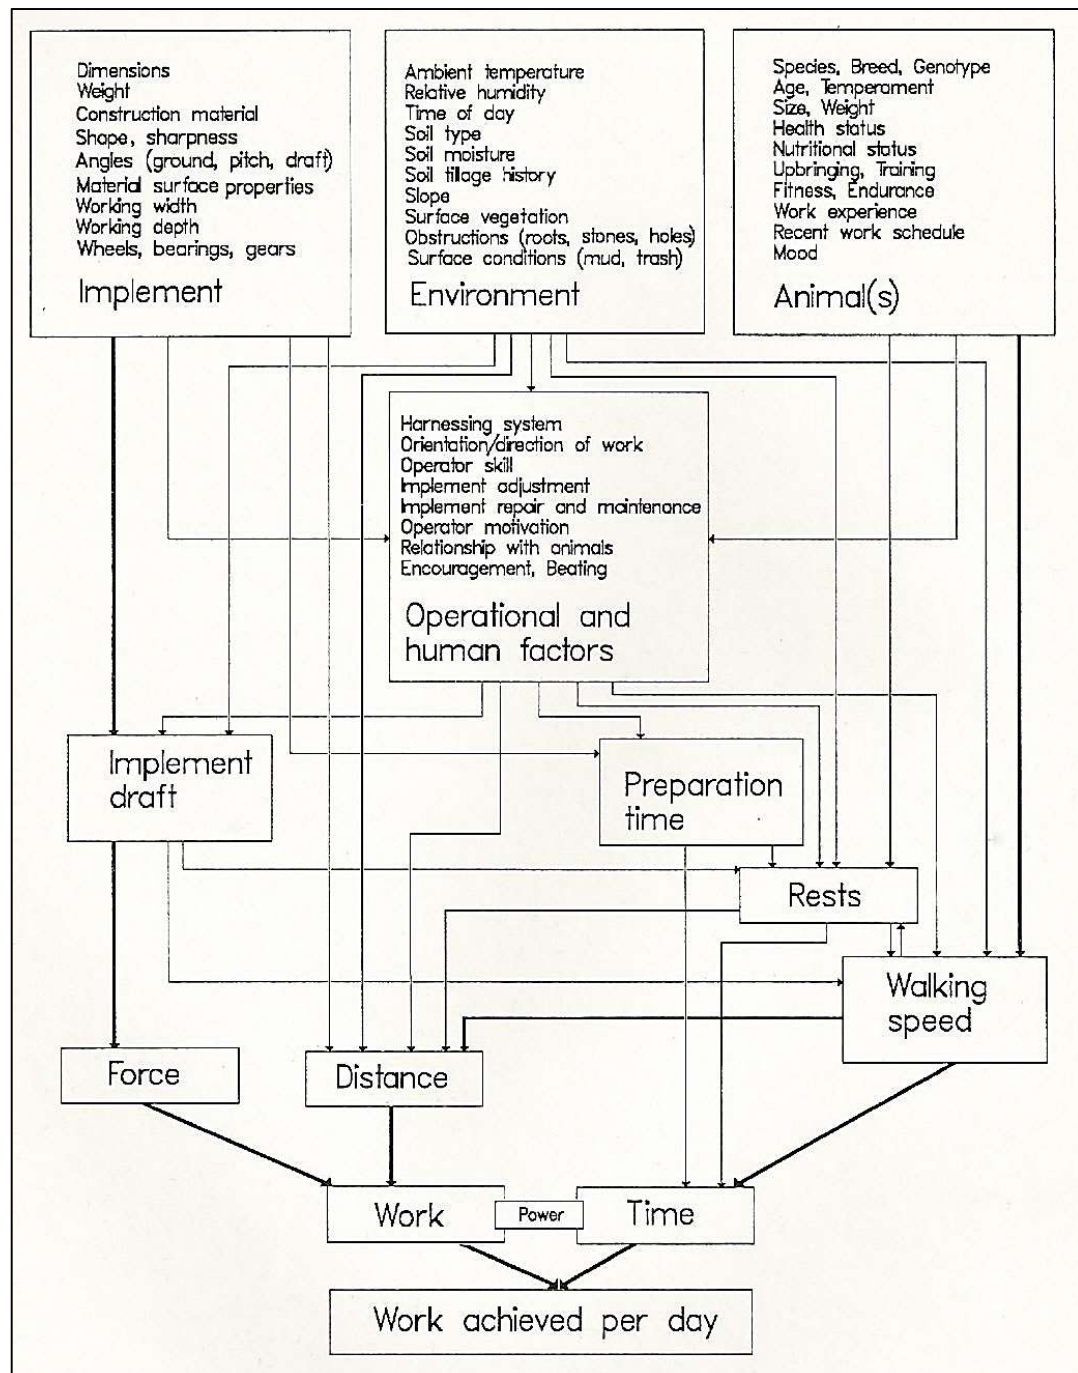 Dimensions
Weight
Construction material
Shape, sharpness
Angles (ground, pitch, draft)
Material surface properties
Working width
Working depth
Wheels, bearings, gears
Implement
Ambient temperature
Relative humidity
Time of day
Soil type
Soil moisture
Soil tillage history
Slope
Surface vegetation
Obstructions (roots, stones, holes)
Surface conditions (mud, trash)
Environment
Species, Breed, Genotype
Age, Temperament
Size, Weight
Health status
Nutritional status
Upbringing, Training
Fitness, Endurance
Work experience
Recent work schedule
Mood
Animal(s)
Harnessing system
Orientation/direction of work
Operator skill
Implement adjustment
Implement repair and maintenance
Operator motivation
Relationship with animals
Encouragement, Beating
Operational and
human factors
Implement
draft
Preparation
time
Rests
Walking
speed
Force
Distance
Work
Power
Time
Work achieved per day